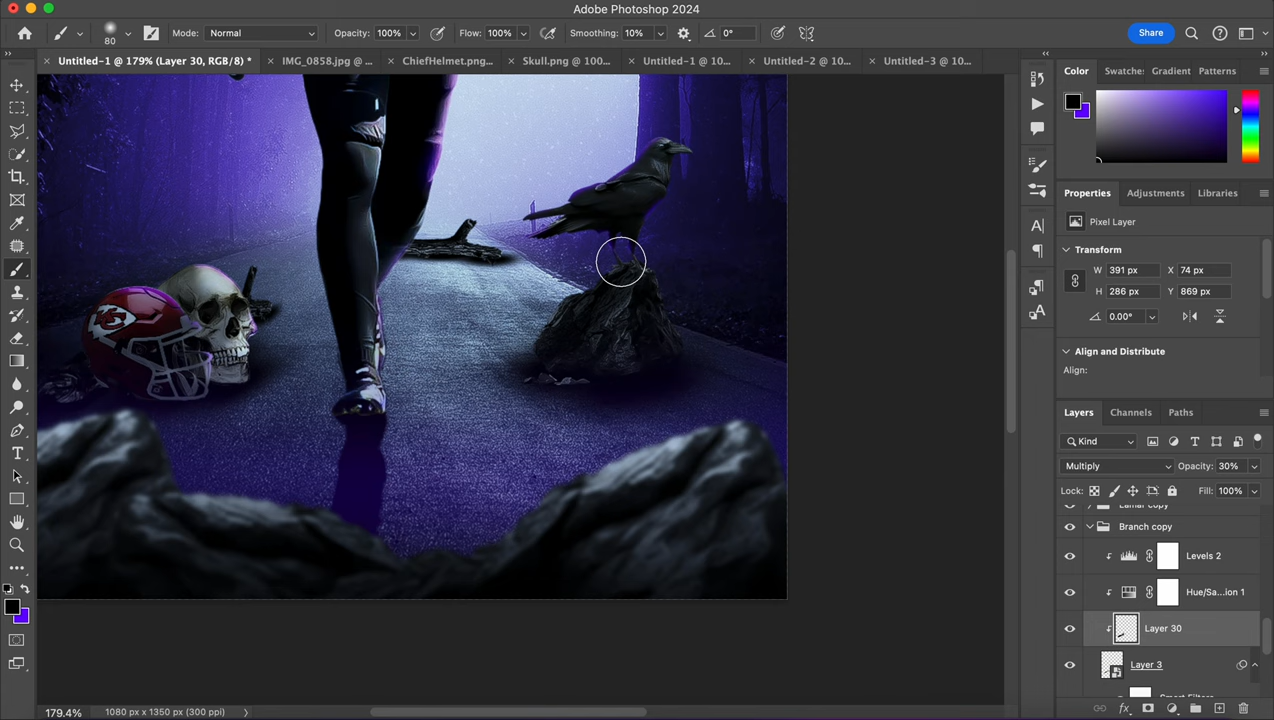 Adobe Photoshop 2024
80
Mode: Normal Opacity: 100% Flow: 100% Smoothing: 10% 0° Share
Untitled-1 @ 179% (Layer 30, RGB/8) * IMG_0858.jpg @ ... ChiefHelmet.png... Skull.png @ 100... Untitled-1 @ 10... Untitled-2 @ 10... Untitled-3 @ 10...
Color Swatches Gradient Patterns
Properties Adjustments Libraries
Pixel Layer
Transform
W 391 px X 74 px
H 286 px Y 869 px
0.00°
Align and Distribute
Align:
Layers Channels Paths
Kind
Multiply Opacity: 30%
Lock: Fill: 100%
Lamar copy
Branch copy
Levels 2
Hue/Sa...ion 1
Layer 30
Layer 3
Smart Filters
KC
179.4% 1080 px x 1350 px (300 ppi)